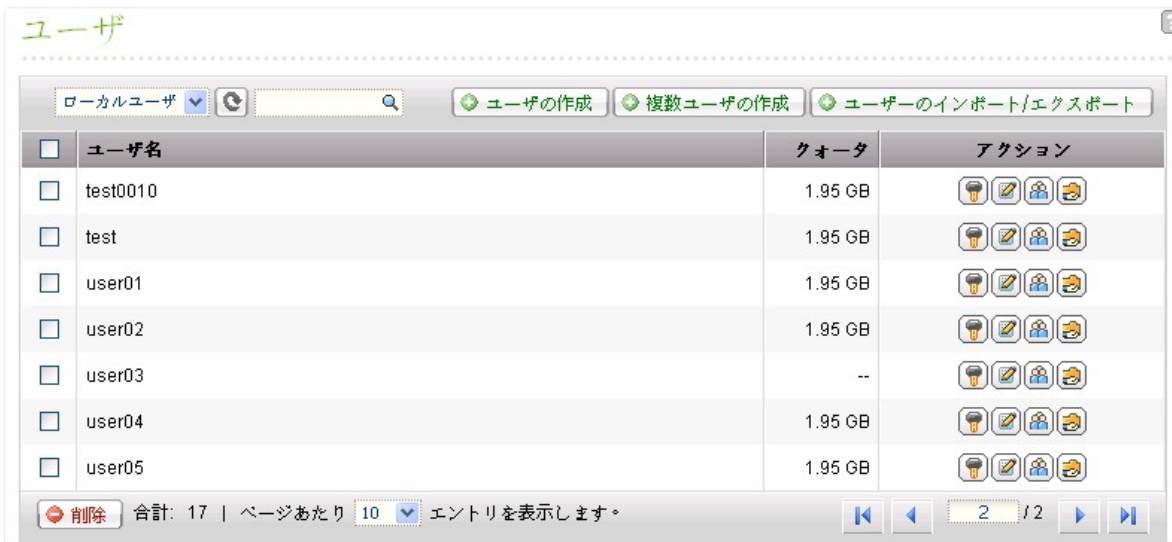 ユーザ
ローカルユーザ ユーザの作成 複数ユーザの作成 ユーザーのインポート/エクスポート
ユーザ名 クォータ アクション
test0010 1.95 GB
test 1.95 GB
user01 1.95 GB
user02 1.95 GB
user03 --
user04 1.95 GB
user05 1.95 GB
削除 合計: 17 | ページあたり 10 エントリを表示します。 2 / 2